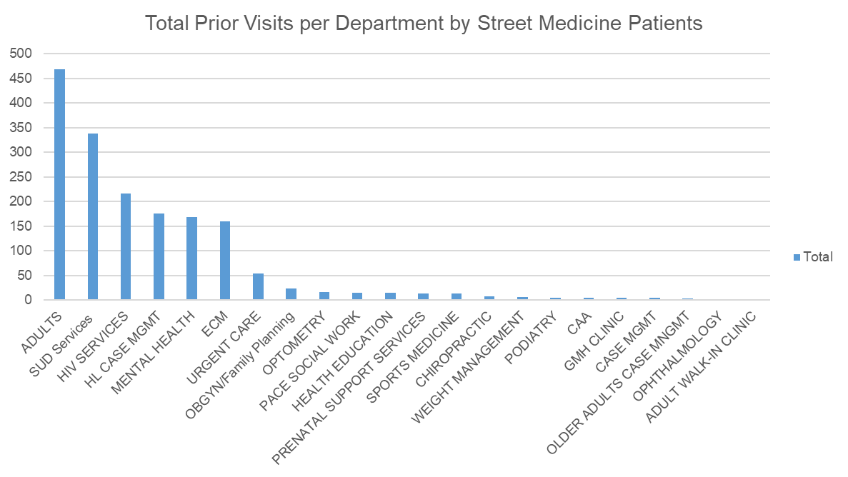 Total Prior Visits per Department by Street Medicine Patients
500
450
400
350
300
250
200
150
100
50
0
ADULTS
SUD Services
HIV SERVICES
HL CASE MGMT
MENTAL HEALTH
ECM
URGENT CARE
OBGYN/Family Planning
OPTOMETRY
PACE SOCIAL WORK
HEALTH EDUCATION
PRENATAL SUPPORT SERVICES
SPORTS MEDICINE
CHIROPRACTIC
WEIGHT MANAGEMENT
PODIATRY
CAA
GMH CLINIC
CASE MGMT
OLDER ADULTS CASE MNGMT
OPHTHALMOLOGY
ADULT WALK-IN CLINIC
Total